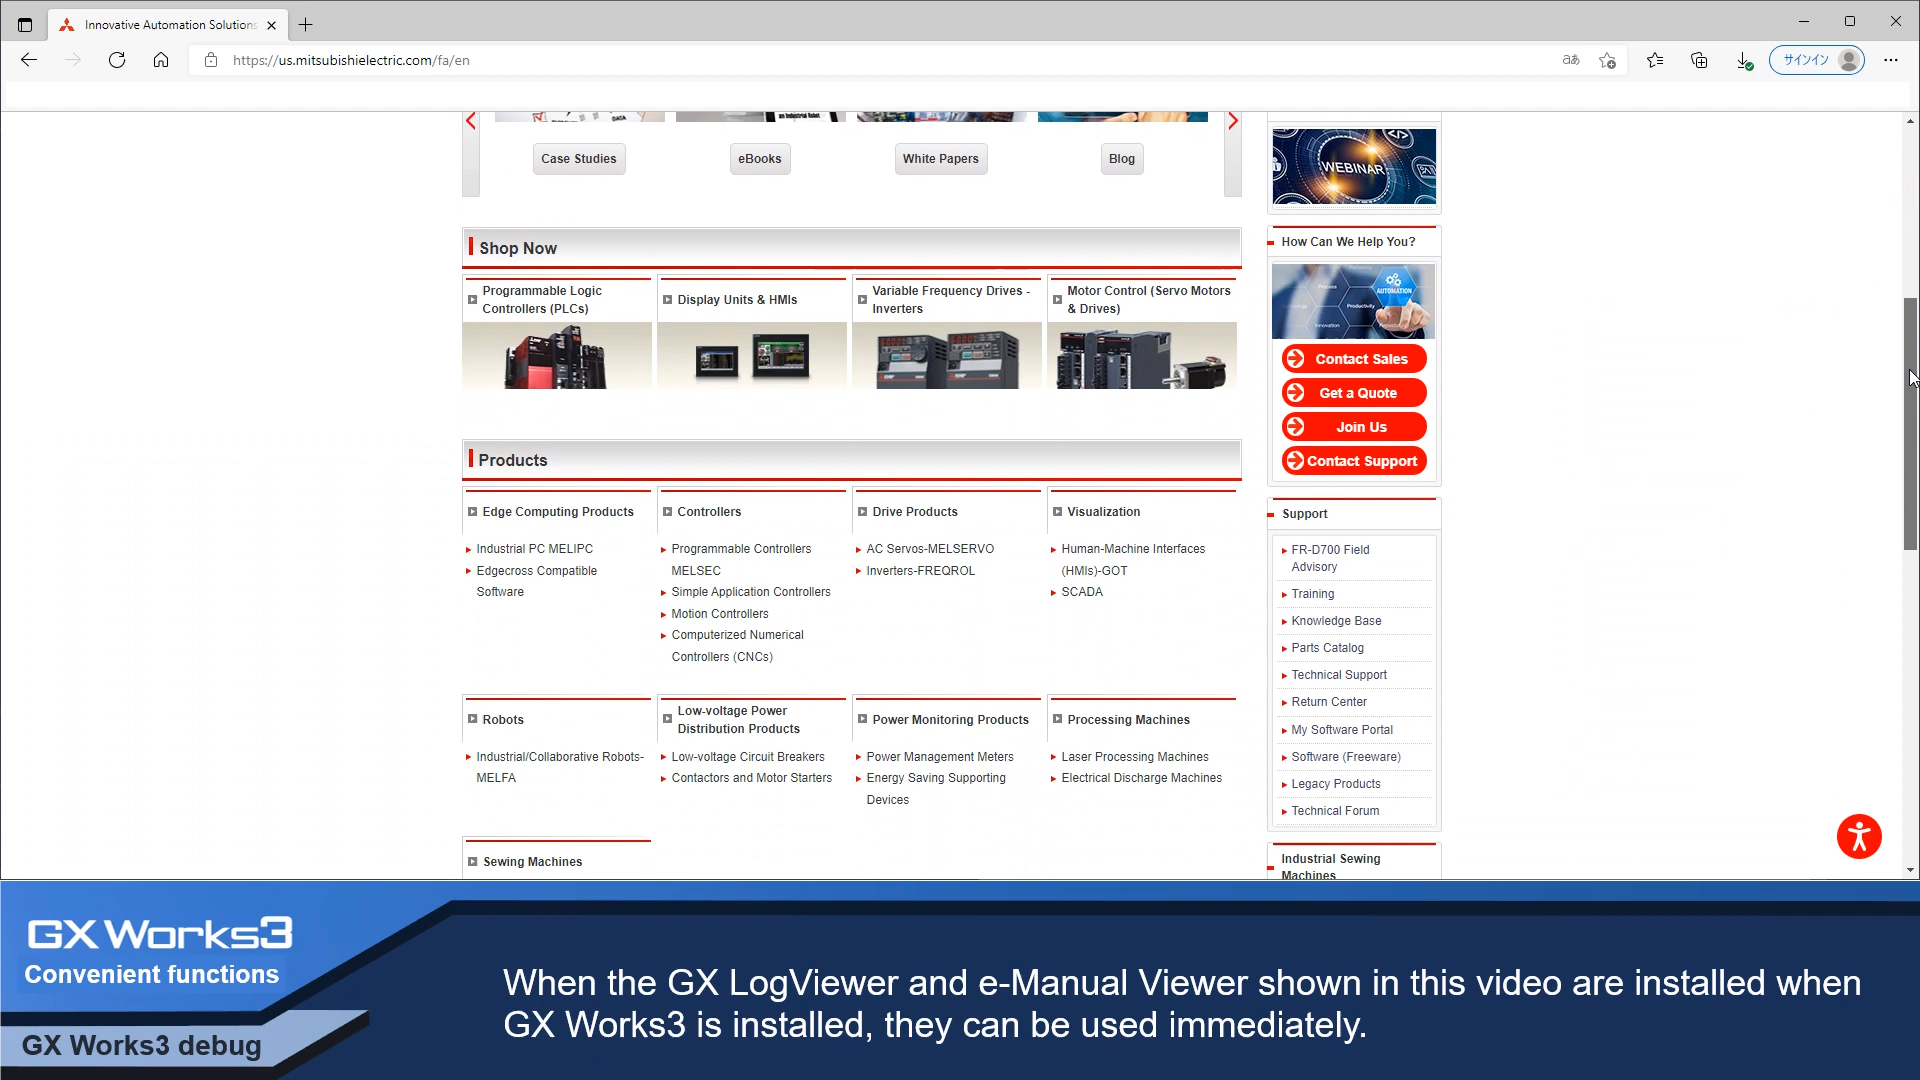 Innovative Automation Solutions
https://us.mitsubishielectric.com/fa/en
aあ
サインイン
DATA
an Industrial Robot
Case Studies
eBooks
White Papers
Blog
WEBINAR
Shop Now
Programmable Logic
Controllers (PLCs)
Display Units & HMIs
Variable Frequency Drives -
Inverters
Motor Control (Servo Motors
& Drives)
Products
Edge Computing Products
Industrial PC MELIPC
Edgecross Compatible
Software
Controllers
Programmable Controllers
MELSEC
Simple Application Controllers
Motion Controllers
Computerized Numerical
Controllers (CNCs)
Drive Products
AC Servos-MELSERVO
Inverters-FREQROL
Visualization
Human-Machine Interfaces
(HMIs)-GOT
SCADA
Robots
Industrial/Collaborative Robots-
MELFA
Low-voltage Power
Distribution Products
Low-voltage Circuit Breakers
Contactors and Motor Starters
Power Monitoring Products
Power Management Meters
Energy Saving Supporting
Devices
Processing Machines
Laser Processing Machines
Electrical Discharge Machines
Sewing Machines
How Can We Help You?
Process
AUTOMATION
Productivity
Innovation
Contact Sales
Get a Quote
Join Us
Contact Support
Support
FR-D700 Field
Advisory
Training
Knowledge Base
Parts Catalog
Technical Support
Return Center
My Software Portal
Software (Freeware)
Legacy Products
Technical Forum
Industrial Sewing
Machines
GX Works3
Convenient functions
GX Works3 debug
When the GX LogViewer and e-Manual Viewer shown in this video are installed when
GX Works3 is installed, they can be used immediately.